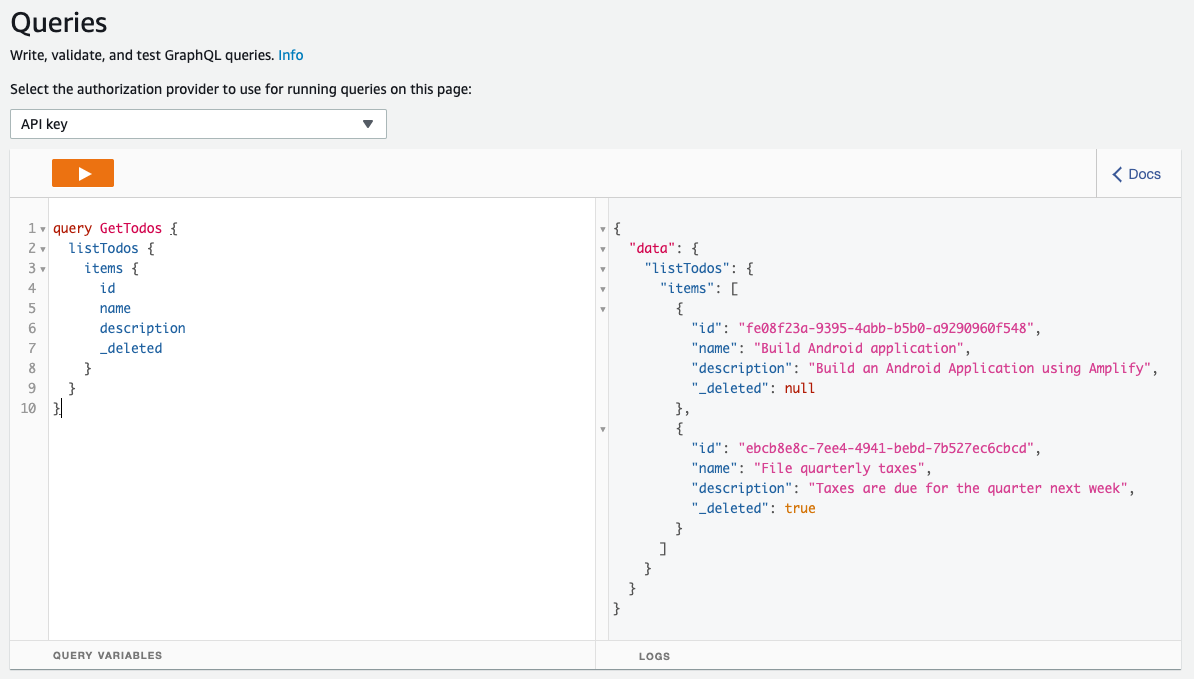 Queries
Write, validate, and test GraphQL queries. Info
Select the authorization provider to use for running queries on this page:
API key
Docs
1 query GetTodos {
2   listTodos {
3     items {
4       id
5       name
6       description
7       _deleted
8     }
9   }
10 }
{
  "data": {
    "listTodos": {
      "items": [
        {
          "id": "fe08f23a-9395-4abb-b5b0-a9290960f548",
          "name": "Build Android application",
          "description": "Build an Android Application using Amplify",
          "_deleted": null
        },
        {
          "id": "ebcb8e8c-7ee4-4941-bebd-7b527ec6cbcd",
          "name": "File quarterly taxes",
          "description": "Taxes are due for the quarter next week",
          "_deleted": true
        }
      ]
    }
  }
}
QUERY VARIABLES
LOGS